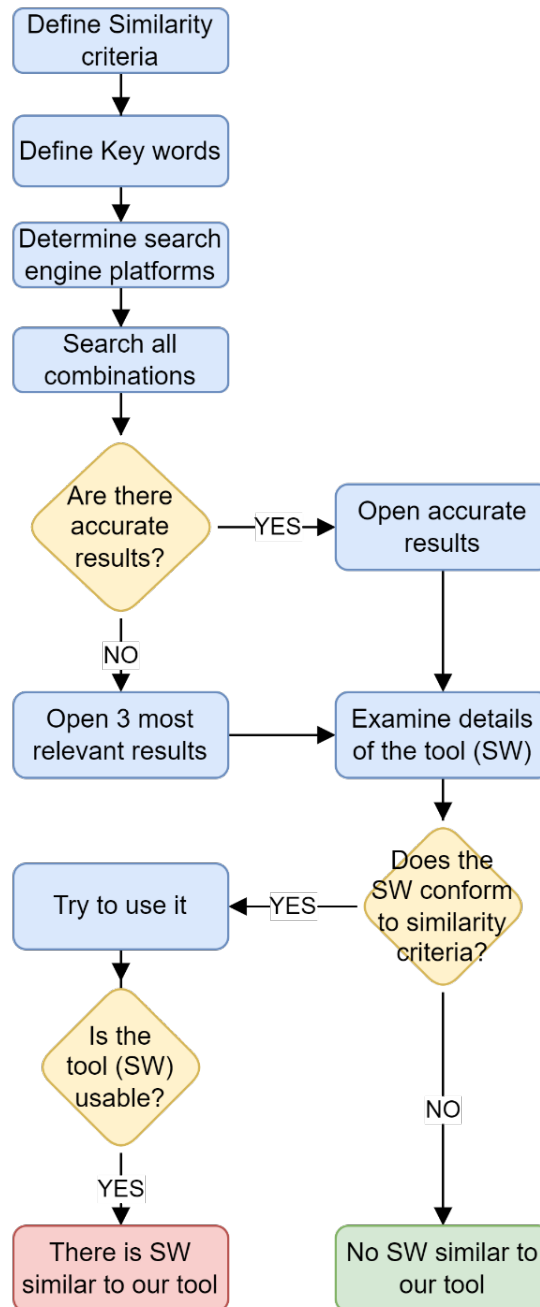 Define Similarity
criteria
Define Key words
Determine search
engine platforms
Search all
combinations
Are there
accurate
results?
YES
Open accurate
results
NO
Open 3 most
relevant results
Examine details
of the tool (SW)
Does the
SW conform
to similarity
criteria?
YES
Try to use it
Is the
tool (SW)
usable?
NO
YES
There is SW
similar to our tool
No SW similar to
our tool